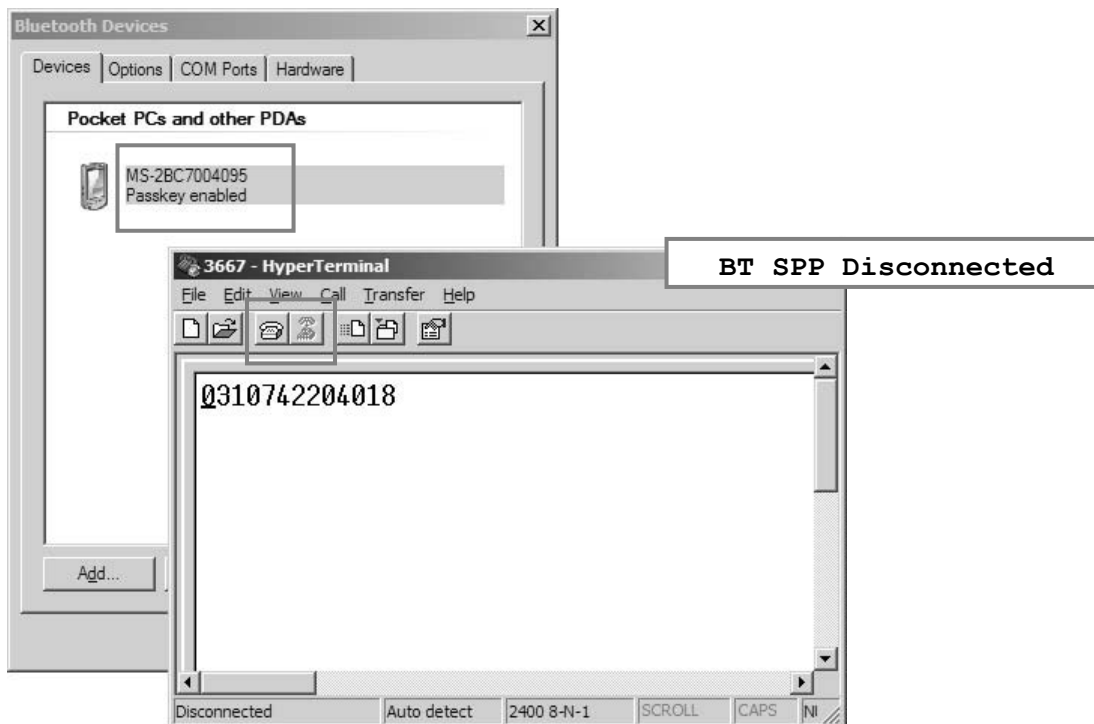 Bluetooth Devices
Devices Options COM Ports Hardware
Pocket PCs and other PDAs
MS-2BC7004095
Passkey enabled
3667 - HyperTerminal
BT SPP Disconnected
File Edit View Call Transfer Help
0310742204018
Add...
Disconnected Auto detect 2400 8-N-1 SCROLL CAPS